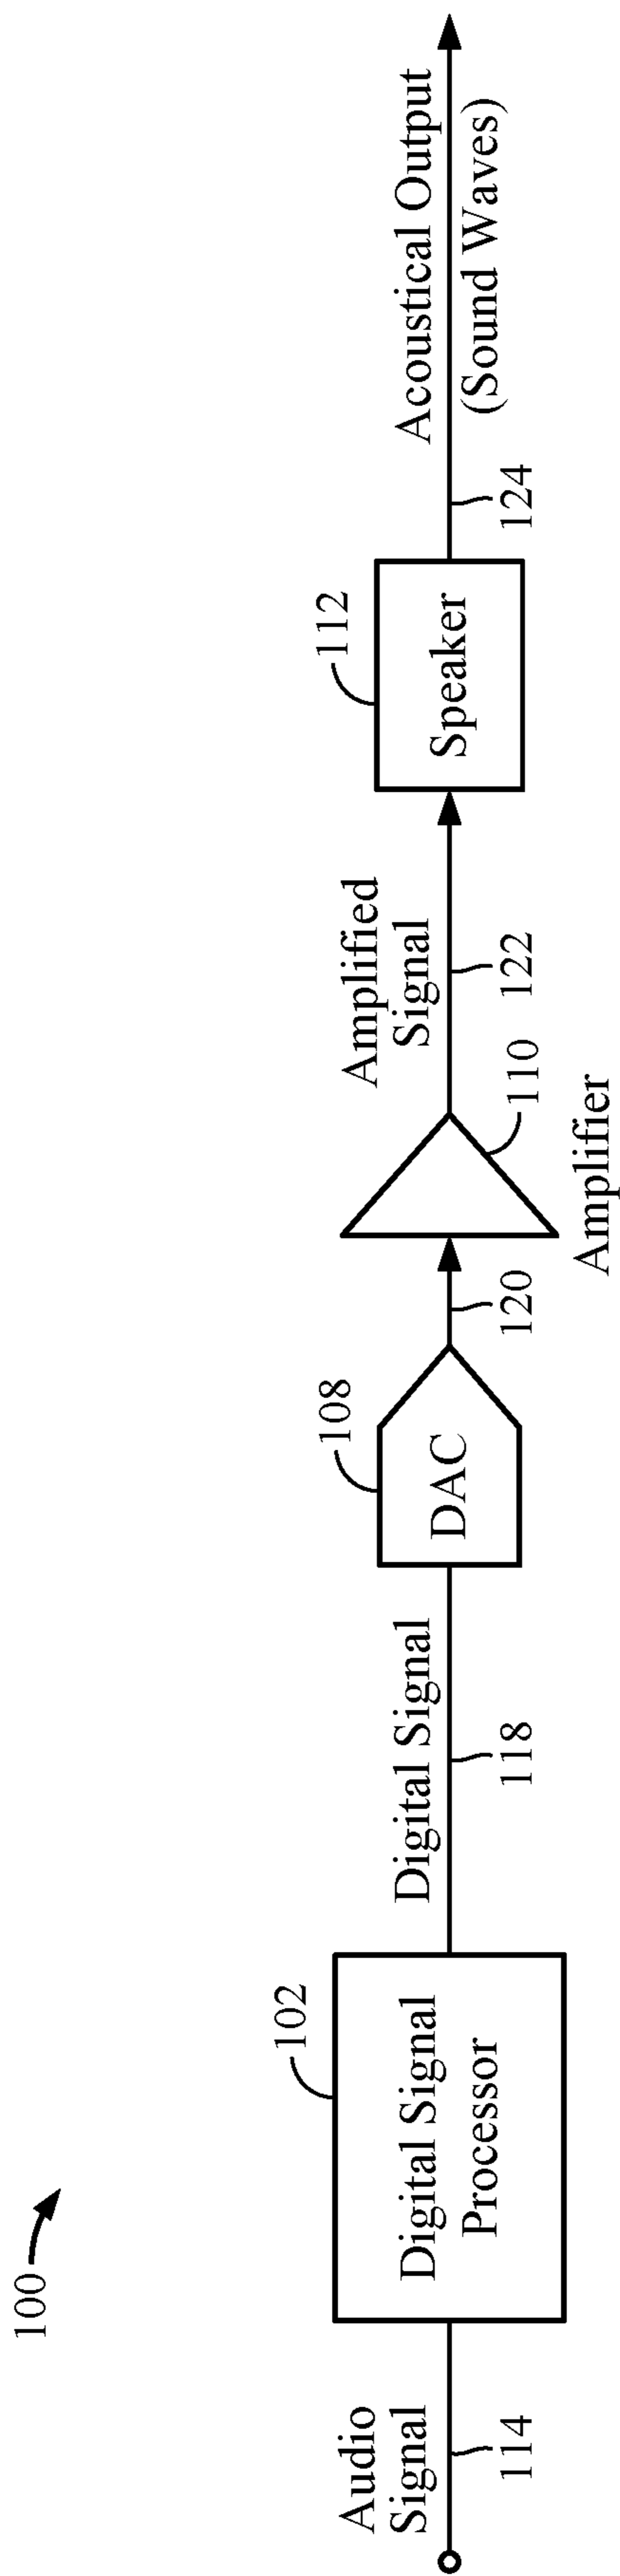 100
Audio
Signal
114
102
Digital Signal
Processor
Digital Signal
118
108
DAC
120
110
Amplifier
Amplified
Signal
122
112
Speaker
124
Acoustical Output
(Sound Waves)